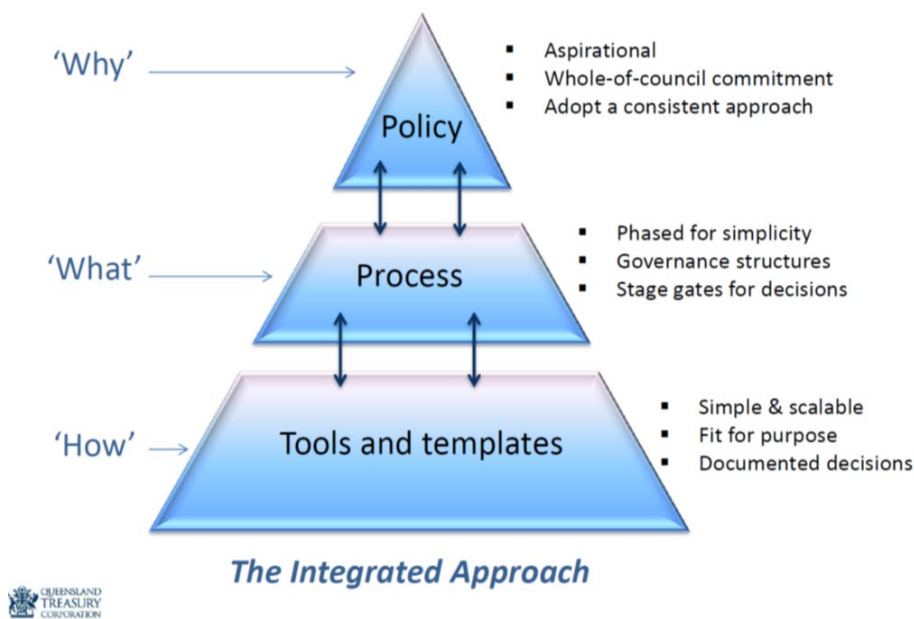 ‘Why’
Policy
▪ Aspirational
▪ Whole-of-council commitment
▪ Adopt a consistent approach
‘What’
Process
▪ Phased for simplicity
▪ Governance structures
▪ Stage gates for decisions
‘How’
Tools and templates
▪ Simple & scalable
▪ Fit for purpose
▪ Documented decisions
The Integrated Approach
QUEENSLAND
TREASURY
CORPORATION